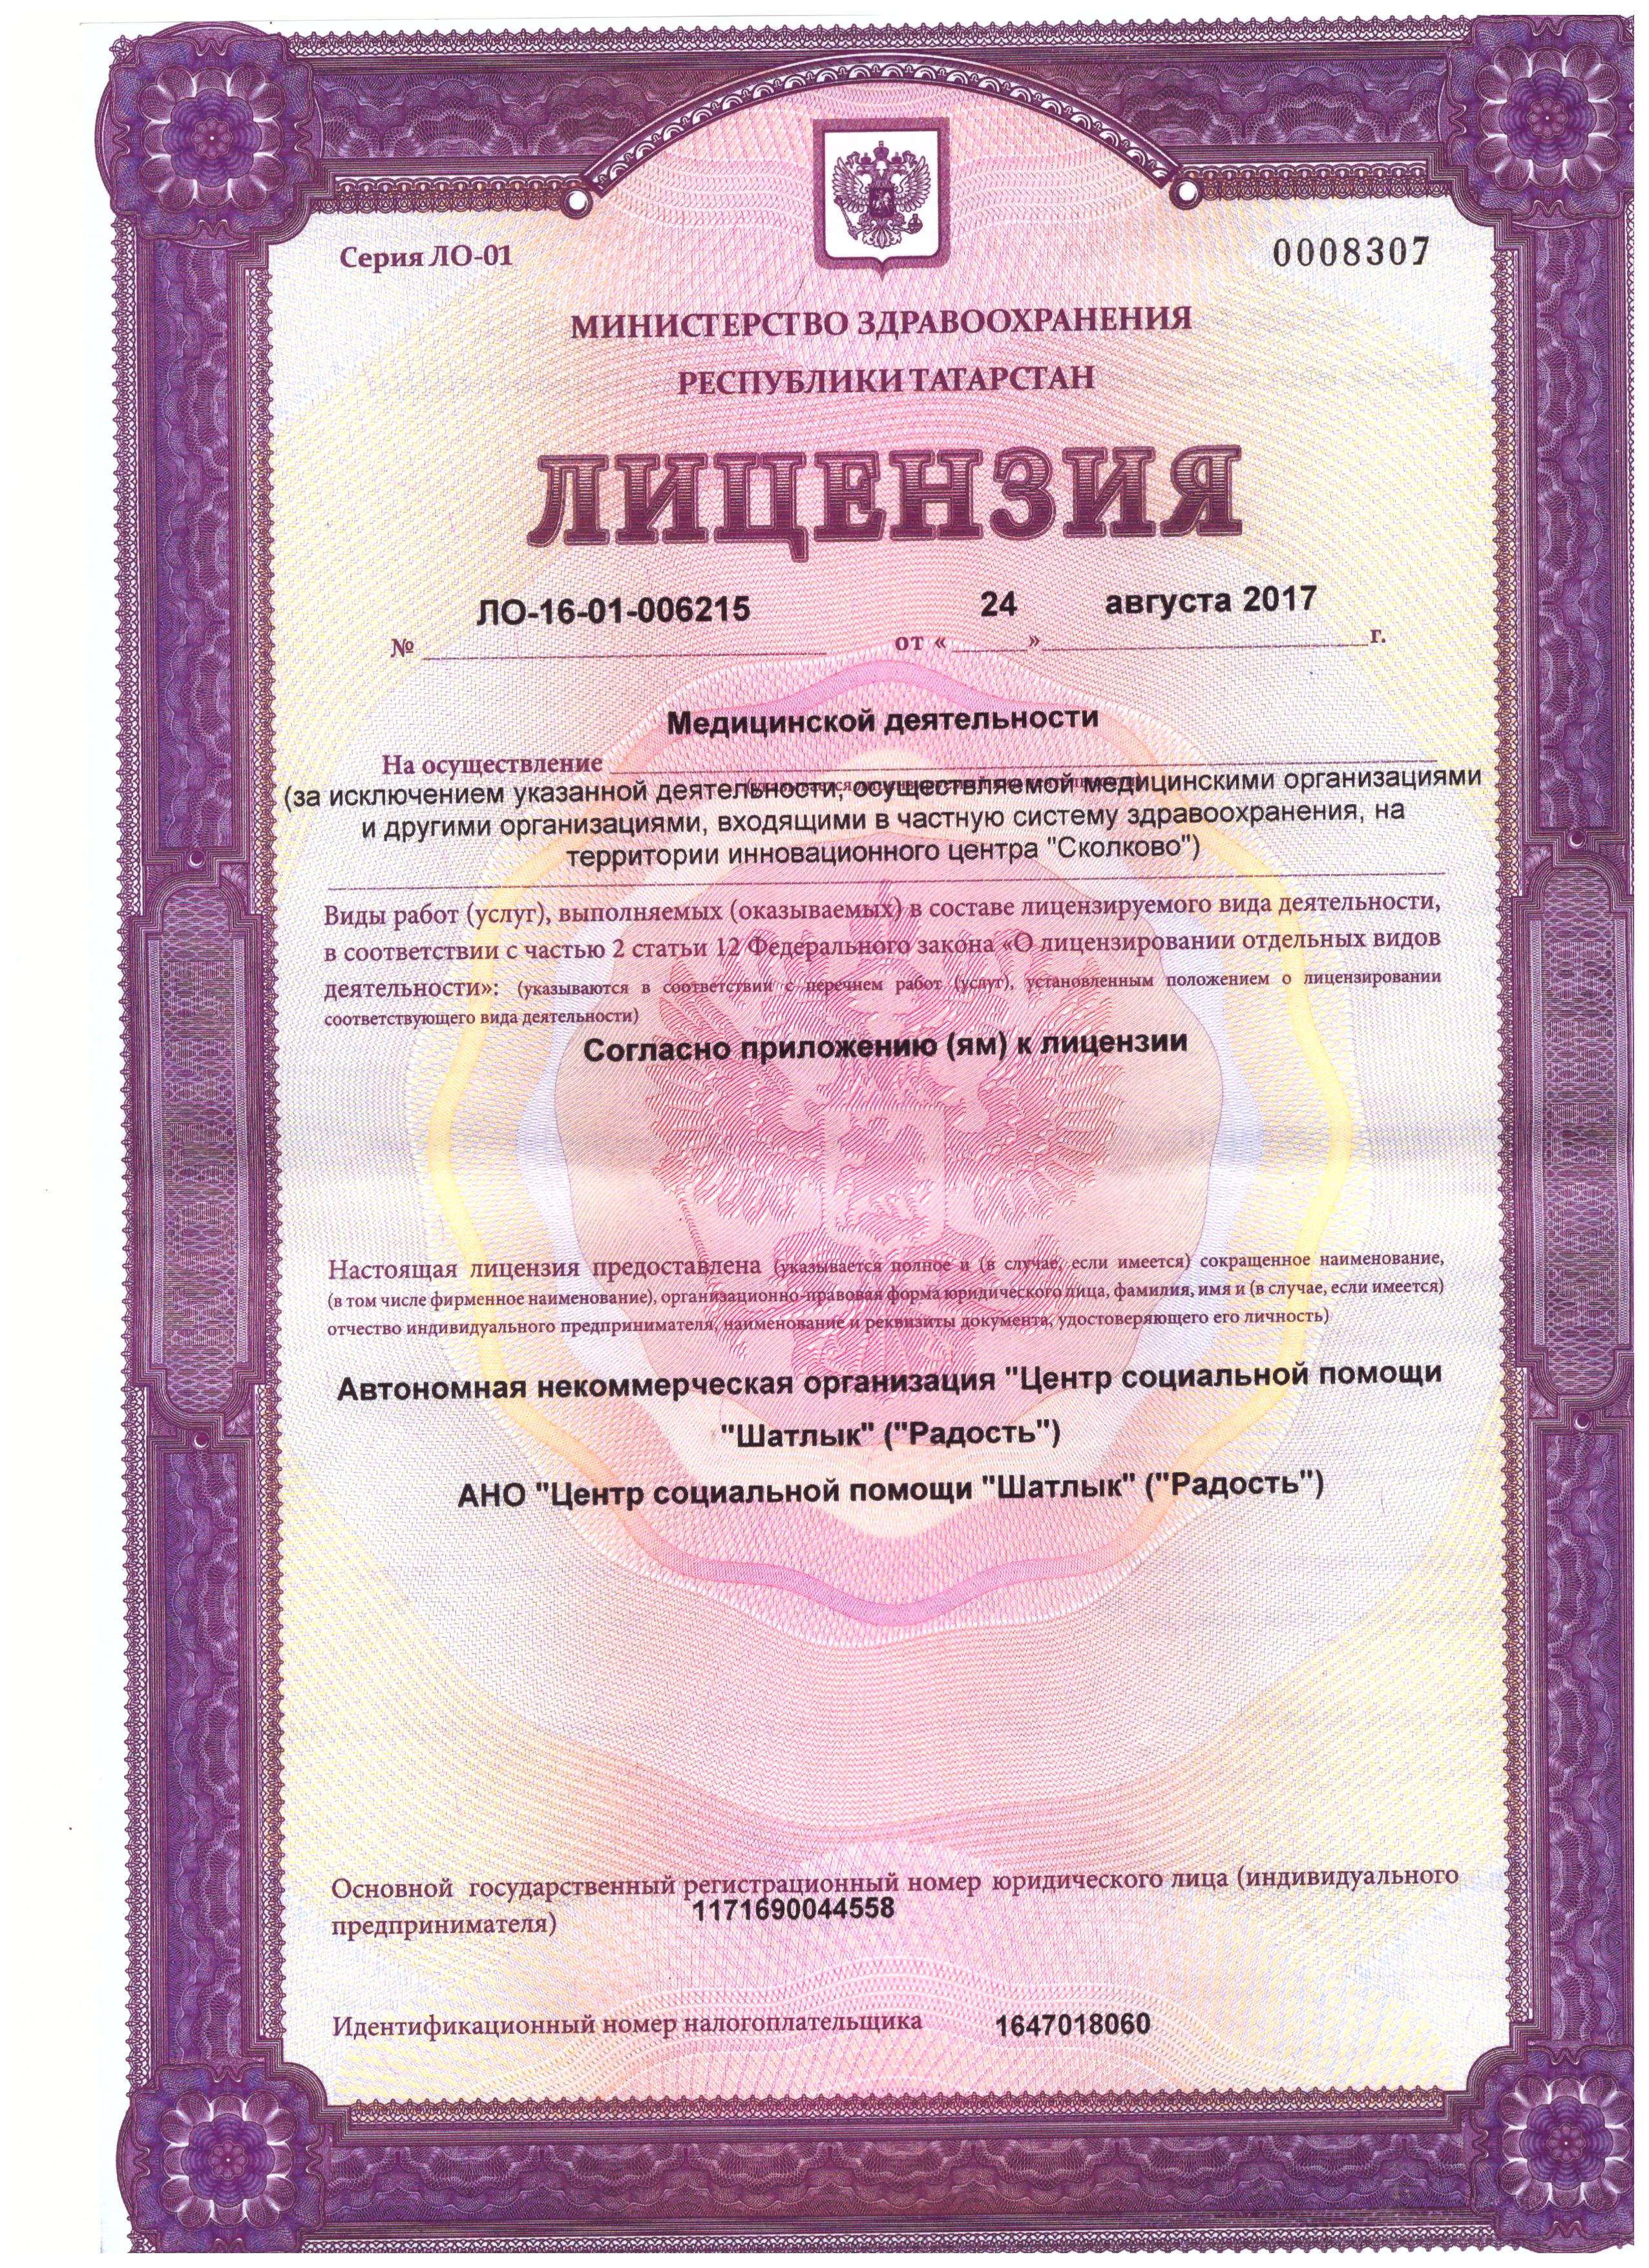 Серия ЛО-01
0008307
МИНИСТЕРСТВО ЗДРАВООХРАНЕНИЯ
РЕСПУБЛИКИ ТАТАРСТАН
ЛИЦЕНЗИЯ
№ ЛО-16-01-006215 от « 24 » августа 2017 г.
Медицинской деятельности
На осуществление
(за исключением указанной деятельности, осуществляемой медицинскими организациями
и другими организациями, входящими в частную систему здравоохранения, на
территории инновационного центра "Сколково")
Виды работ (услуг), выполняемых (оказываемых) в составе лицензируемого вида деятельности,
в соответствии с частью 2 статьи 12 Федерального закона «О лицензировании отдельных видов
деятельности»: (указываются в соответствии с перечнем работ (услуг), установленным положением о лицензировании
соответствующего вида деятельности)
Согласно приложению (ям) к лицензии
Настоящая лицензия предоставлена (указывается полное и (в случае, если имеется) сокращенное наименование,
(в том числе фирменное наименование), организационно-правовая форма юридического лица, фамилия, имя и (в случае, если имеется)
отчество индивидуального предпринимателя, наименование и реквизиты документа, удостоверяющего его личность)
Автономная некоммерческая организация "Центр социальной помощи
"Шатлык" ("Радость")
АНО "Центр социальной помощи "Шатлык" ("Радость")
Основной государственный регистрационный номер юридического лица (индивидуального
предпринимателя) 1171690044558
Идентификационный номер налогоплательщика 1647018060